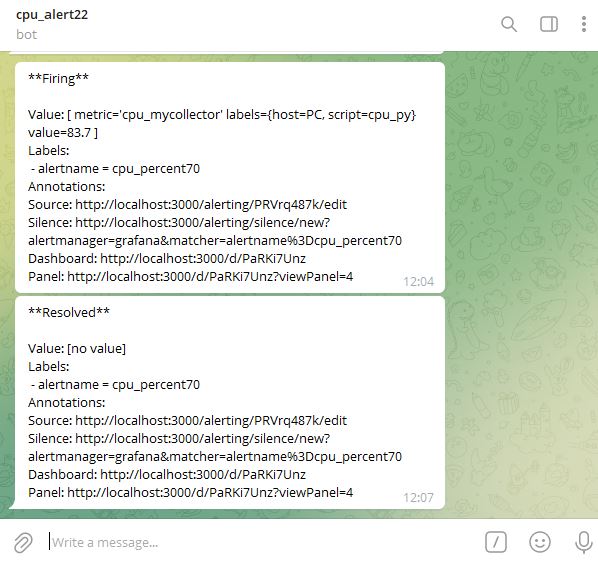 cpu_alert22
bot
**Firing**
Value: [ metric='cpu_mycollector' labels={host=PC, script=cpu_py}
value=83.7 ]
Labels:
- alertname = cpu_percent70
Annotations:
Source: http://localhost:3000/alerting/PRVrq487k/edit
Silence: http://localhost:3000/alerting/silence/new?
alertmanager=grafana&matcher=alertname%3Dcpu_percent70
Dashboard: http://localhost:3000/d/PaRKi7Unz
Panel: http://localhost:3000/d/PaRKi7Unz?viewPanel=4
12:04
**Resolved**
Value: [no value]
Labels:
- alertname = cpu_percent70
Annotations:
Source: http://localhost:3000/alerting/PRVrq487k/edit
Silence: http://localhost:3000/alerting/silence/new?
alertmanager=grafana&matcher=alertname%3Dcpu_percent70
Dashboard: http://localhost:3000/d/PaRKi7Unz
Panel: http://localhost:3000/d/PaRKi7Unz?viewPanel=4
12:07
Write a message...